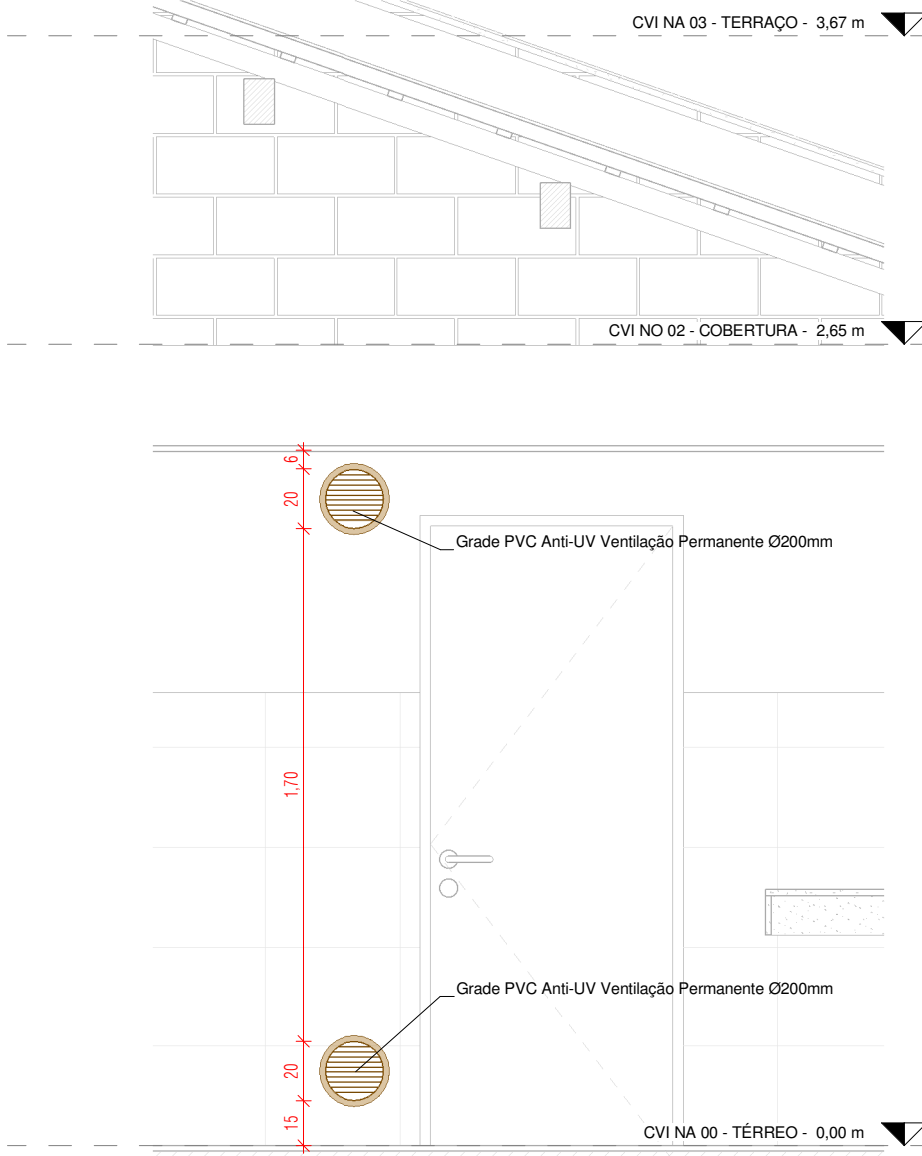 CVI NA 03 - TERRAÇO - 3,67 m
CVI NO 02 - COBERTURA - 2,65 m
6
20
Grade PVC Anti-UV Ventilação Permanente Ø200mm
1,70
Grade PVC Anti-UV Ventilação Permanente Ø200mm
20
15
CVI NA 00 - TÉRREO - 0,00 m